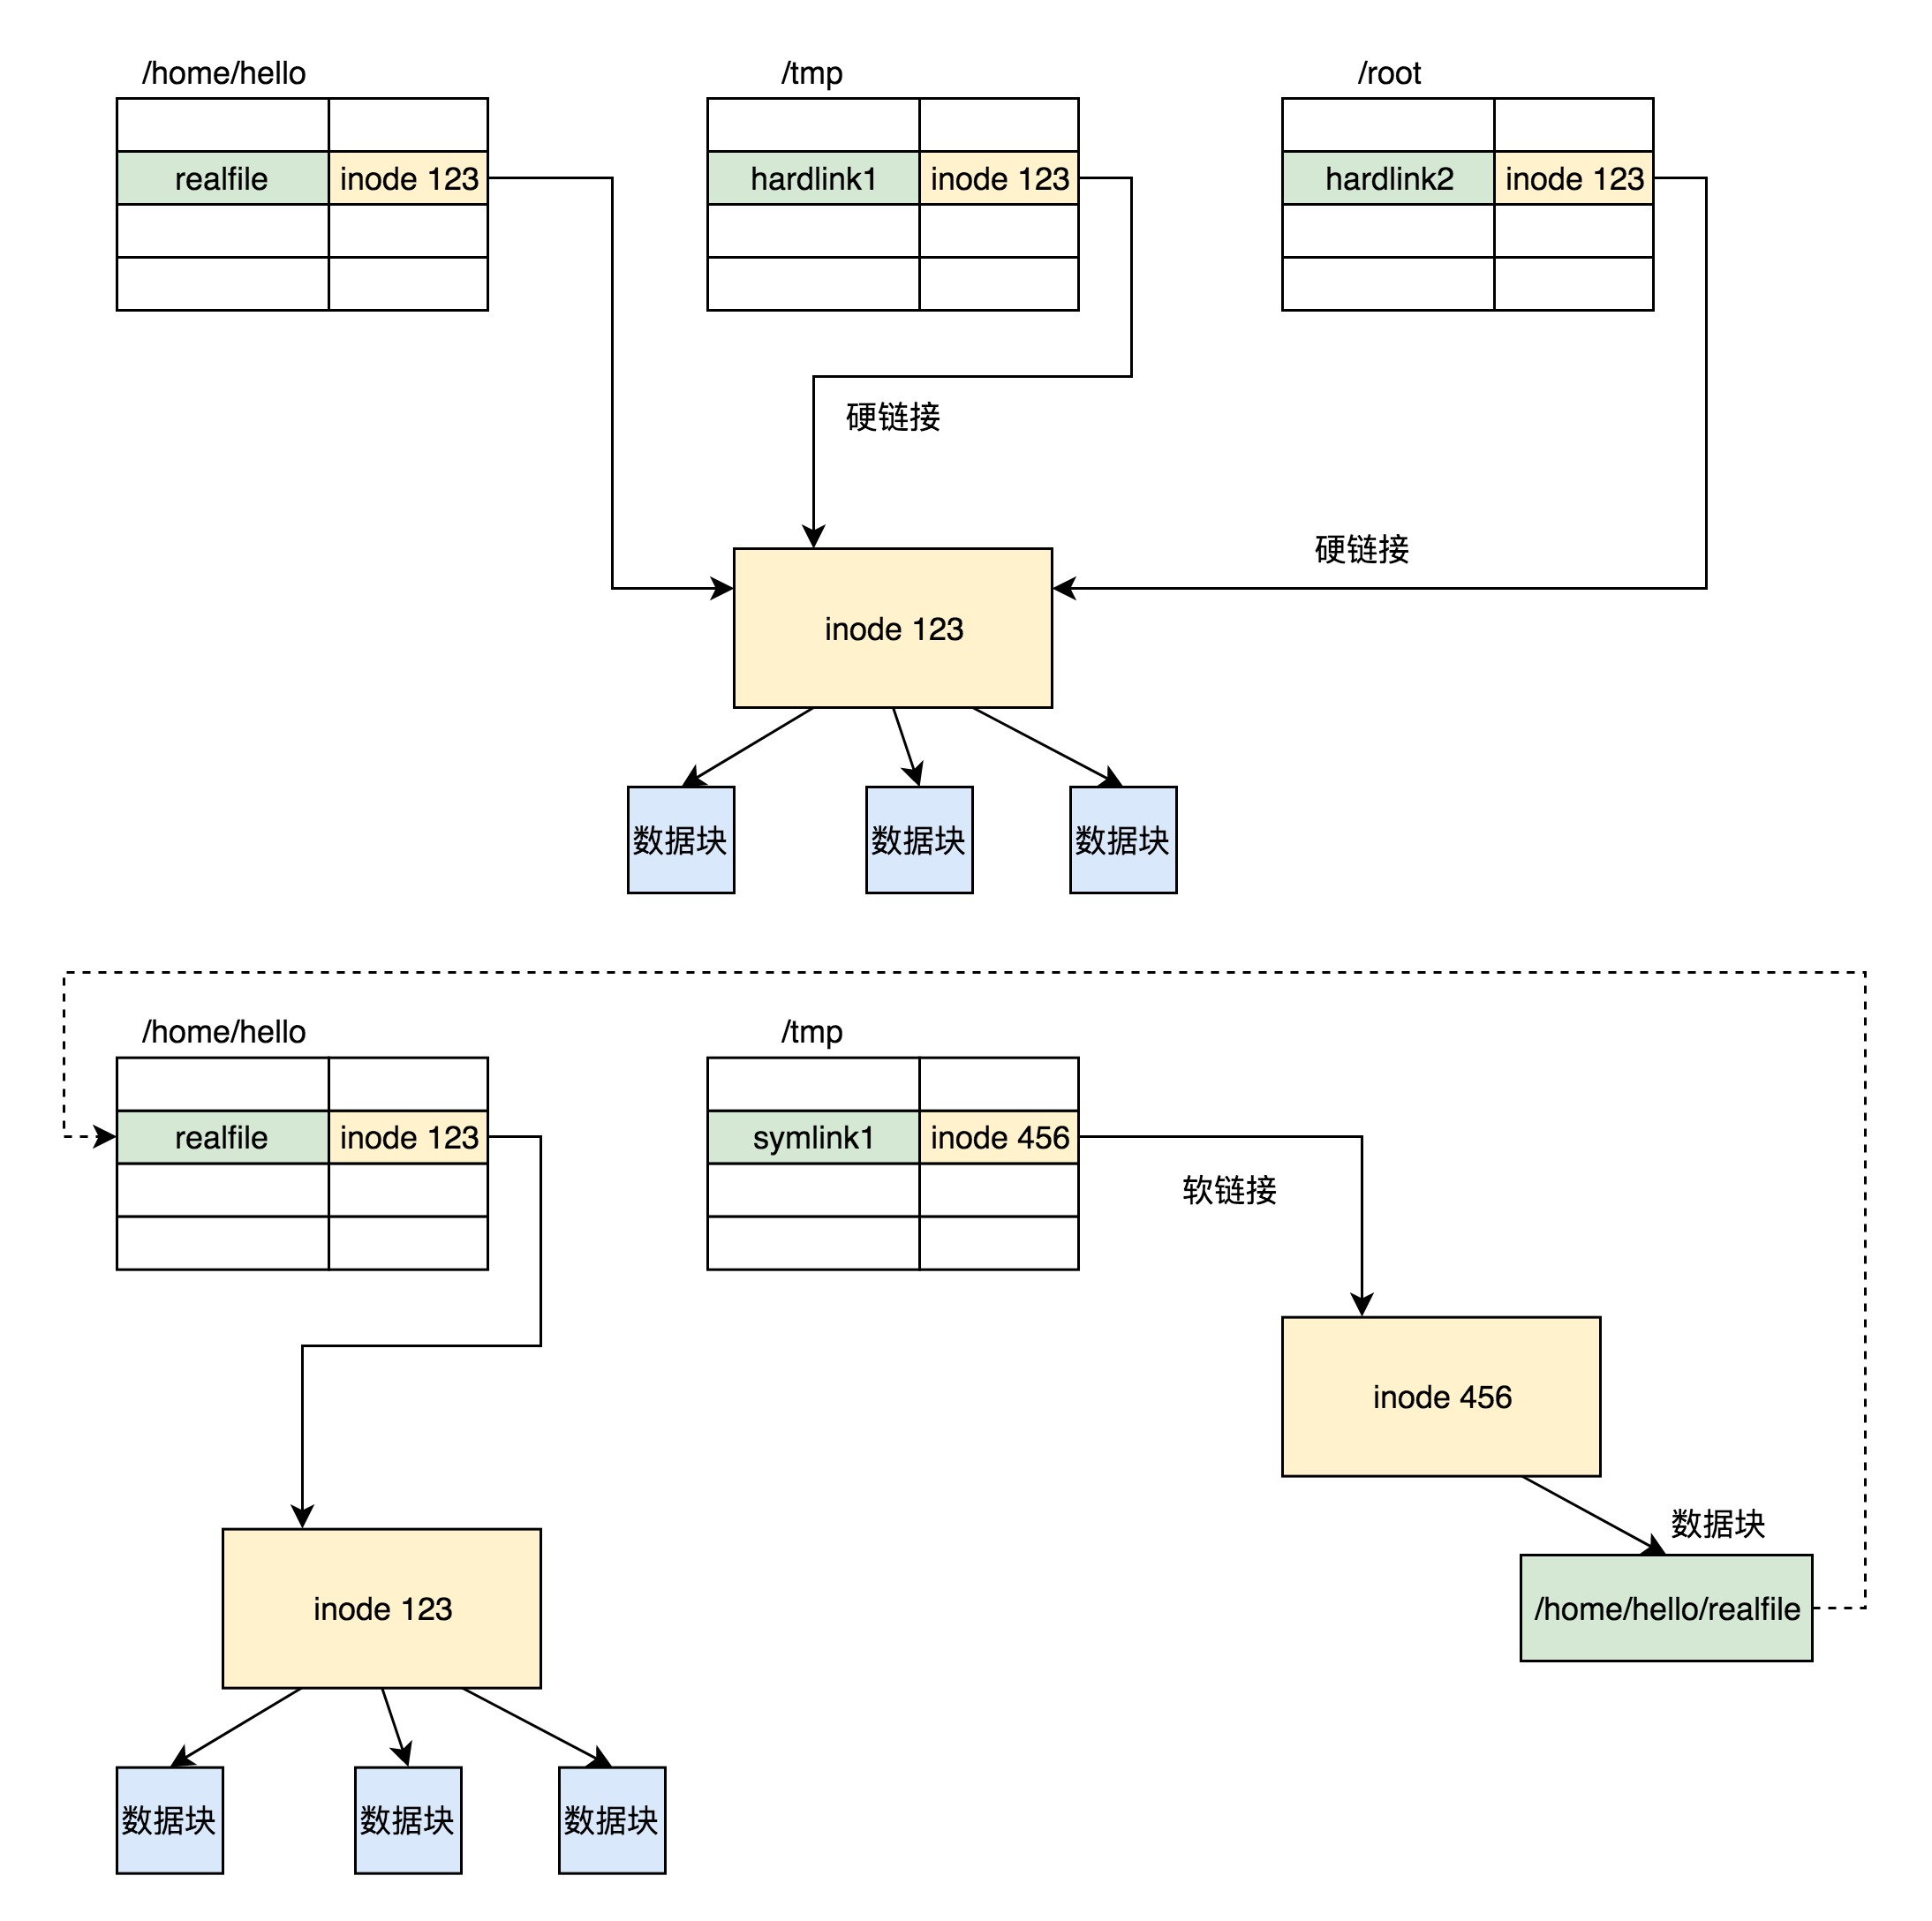 /home/hello
/tmp
/root
realfile
inode 123
hardlink1
inode 123
hardlink2
inode 123
硬链接
硬链接
inode 123
数据块
数据块
数据块
/home/hello
/tmp
realfile
inode 123
symlink1
inode 456
软链接
inode 456
数据块
/home/hello/realfile
inode 123
数据块
数据块
数据块